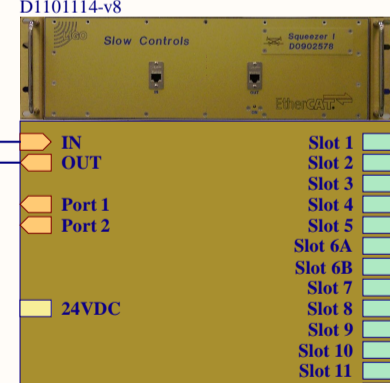 D1101114-v8
Slow Controls
Squeezer 1
D0902578
EtherCAT
IN
OUT
Port 1
Port 2
24VDC
Slot 1
Slot 2
Slot 3
Slot 4
Slot 5
Slot 6A
Slot 6B
Slot 7
Slot 8
Slot 9
Slot 10
Slot 11